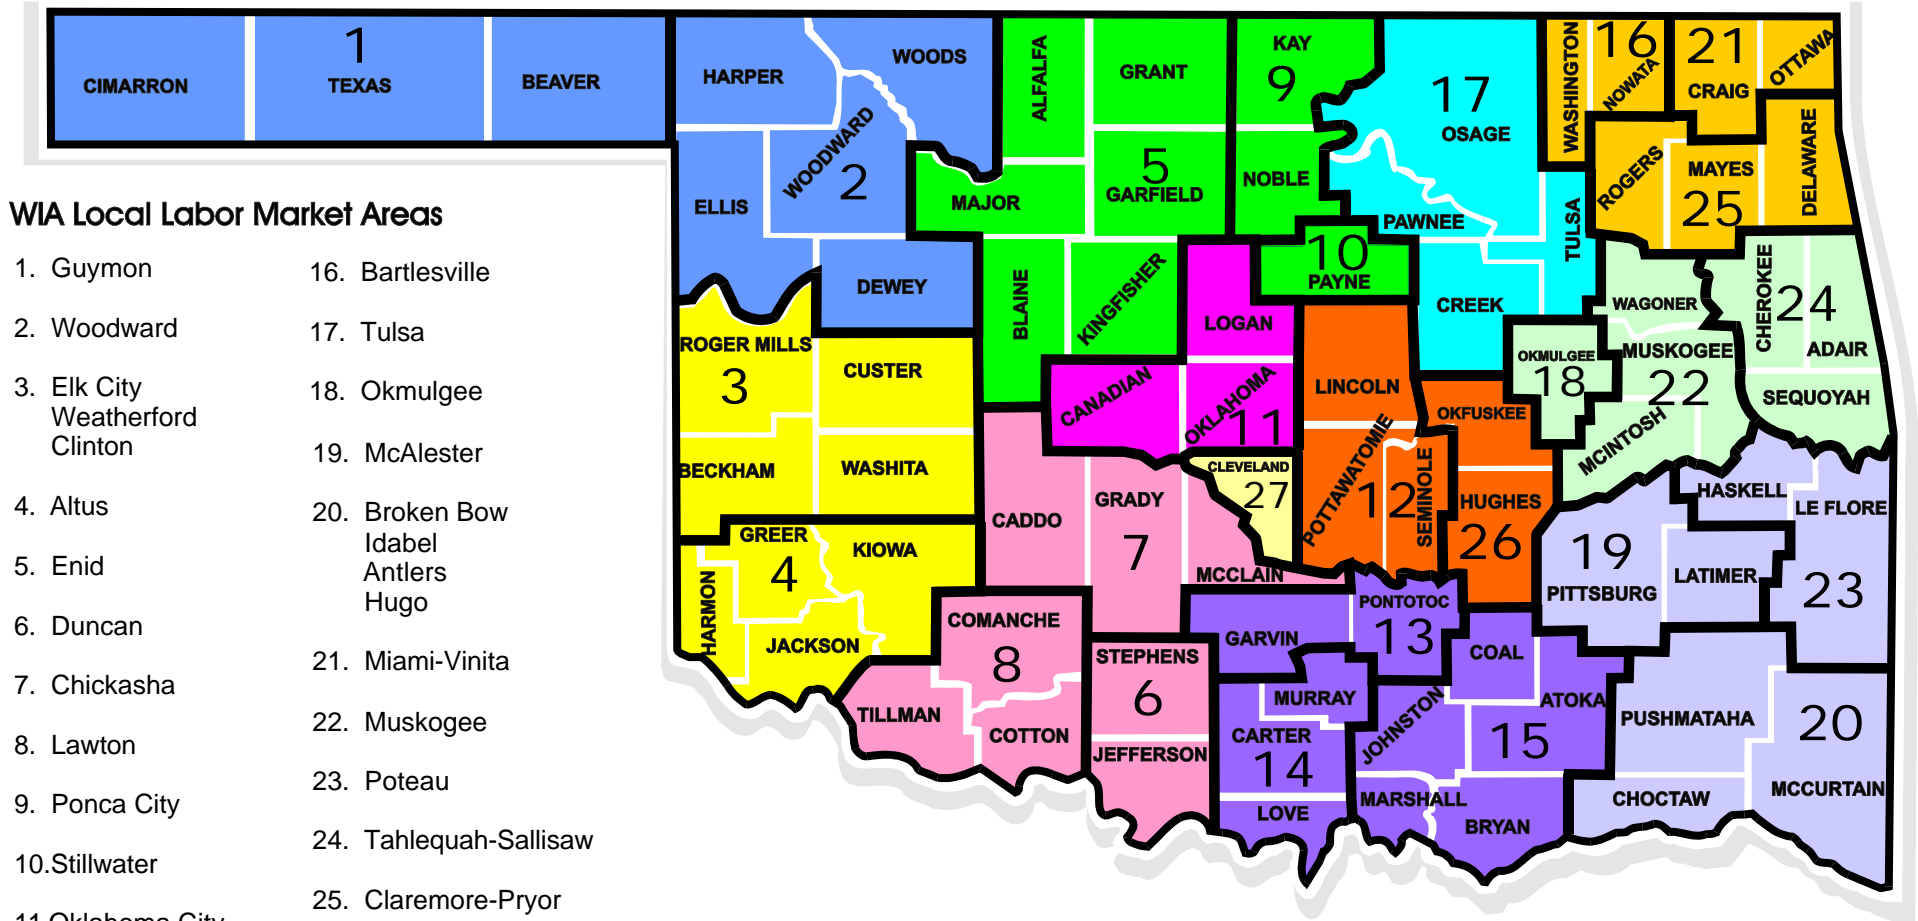 1
CIMARRON
TEXAS
BEAVER
HARPER
WOODS
WOODWARD
2
ELLIS
DEWEY
ALFALFA
GRANT
MAJOR
5
GARFIELD
BLAINE
KINGFISHER
KAY
9
NOBLE
10
PAYNE
17
OSAGE
PAWNEE
TULSA
CREEK
WASHINGTON
16
NOWATA
21
CRAIG
OTTAWA
ROGERS
MAYES
25
DELAWARE
CHEROKEE
24
ADAIR
SEQUOYAH
WAGONER
MUSKOGEE
22
MCINTOSH
OKMULGEE
18
LOGAN
CANADIAN
OKLAHOMA
11
CLEVELAND
27
LINCOLN
POTTAWATOMIE
12
SEMINOLE
OKFUSKEE
HUGHES
26
ROGER MILLS
3
CUSTER
BECKHAM
WASHITA
GREER
4
KIOWA
HARMON
JACKSON
CADDO
GRADY
7
MCCLAIN
COMANCHE
8
TILLMAN
COTTON
STEPHENS
6
JEFFERSON
GARVIN
PONTOTOC
13
MURRAY
CARTER
14
LOVE
COAL
ATOKA
JOHNSTON
15
MARSHALL
BRYAN
HASKELL
LE FLORE
19
PITTSBURG
LATIMER
23
PUSHMATAHA
20
CHOCTAW
MCCURTAIN
WIA Local Labor Market Areas
1. Guymon
2. Woodward
3. Elk City
Weatherford
Clinton
4. Altus
5. Enid
6. Duncan
7. Chickasha
8. Lawton
9. Ponca City
10.Stillwater
11.Oklahoma City
16. Bartlesville
17. Tulsa
18. Okmulgee
19. McAlester
20. Broken Bow
Idabel
Antlers
Hugo
21. Miami-Vinita
22. Muskogee
23. Poteau
24. Tahlequah-Sallisaw
25. Claremore-Pryor